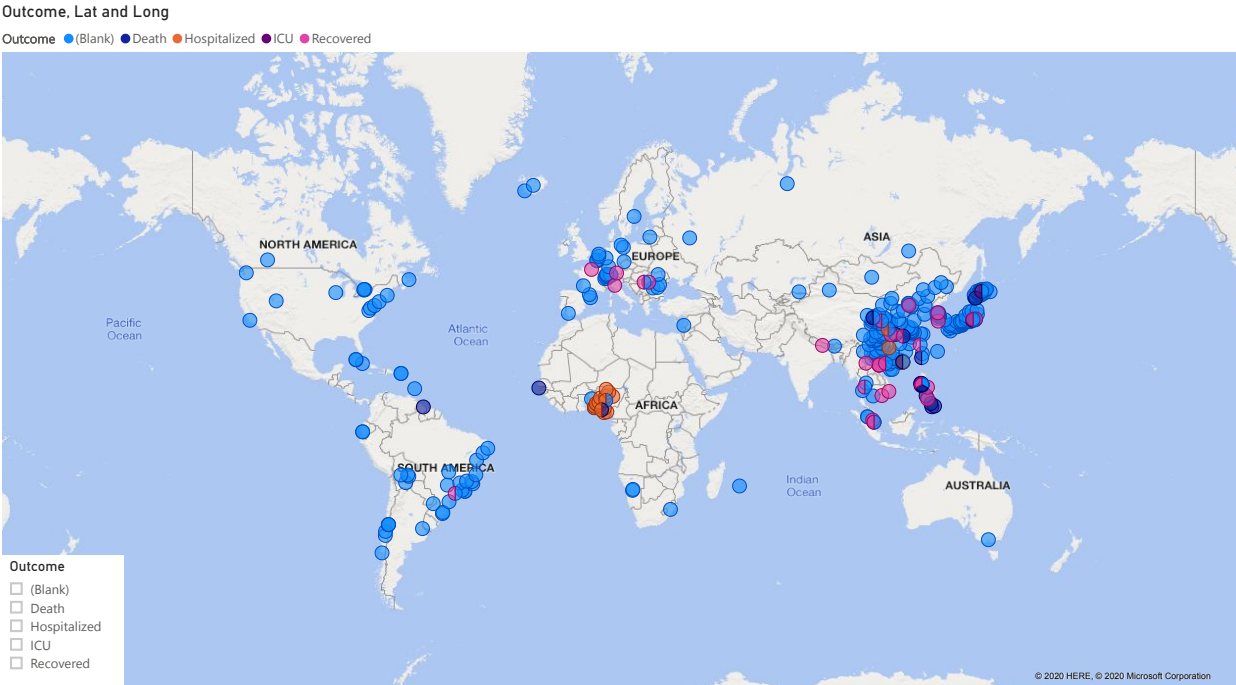 Outcome, Lat and Long
Outcome (Blank) Death Hospitalized ICU Recovered
ASIA
NORTH AMERICA
EUROPE
Pacific
Ocean
Atlantic
Ocean
AFRICA
SOUTH AMERICA
Indian
Ocean
AUSTRALIA
Outcome
(Blank)
Death
Hospitalized
ICU
Recovered
© 2020 HERE, © 2020 Microsoft Corporation